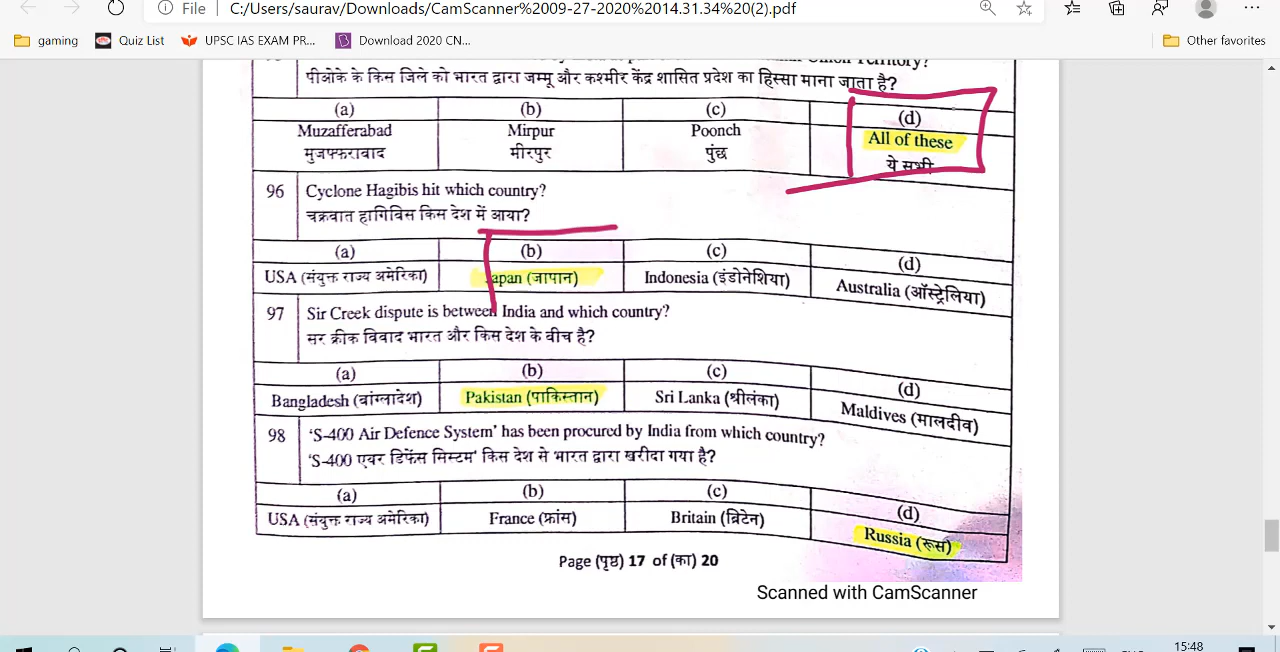 File C:/Users/saurav/Downloads/CamScanner%2009-27-2020%2014.31.34%20(2).pdf
gaming Quiz List UPSC IAS EXAM PR... Download 2020 CN... Other favorites
Union Territory?
पीओके के किस जिले को भारत द्वारा जम्मू और कश्मीर केंद्र शासित प्रदेश का हिस्सा माना जाता है?
(a) (b) (c) (d)
Muzafferabad Mirpur Poonch All of these
मुजफ्फराबाद मीरपुर पुंछ ये सभी
96 Cyclone Hagibis hit which country?
चक्रवात हागिबिस किस देश में आया?
(a) (b) (c) (d)
USA (संयुक्त राज्य अमेरिका) Japan (जापान) Indonesia (इंडोनेशिया) Australia (ऑस्ट्रेलिया)
97 Sir Creek dispute is between India and which country?
सर क्रीक विवाद भारत और किस देश के बीच है?
(a) (b) (c) (d)
Bangladesh (बांग्लादेश) Pakistan (पाकिस्तान) Sri Lanka (श्रीलंका) Maldives (मालदीव)
98 ‘S-400 Air Defence System’ has been procured by India from which country?
‘S-400 एयर डिफेंस सिस्टम’ किस देश से भारत द्वारा खरीदा गया है?
(a) (b) (c) (d)
USA (संयुक्त राज्य अमेरिका) France (फ्रांस) Britain (ब्रिटेन) Russia (रूस)
Page (पृष्ठ) 17 of (का) 20
Scanned with CamScanner
15:48